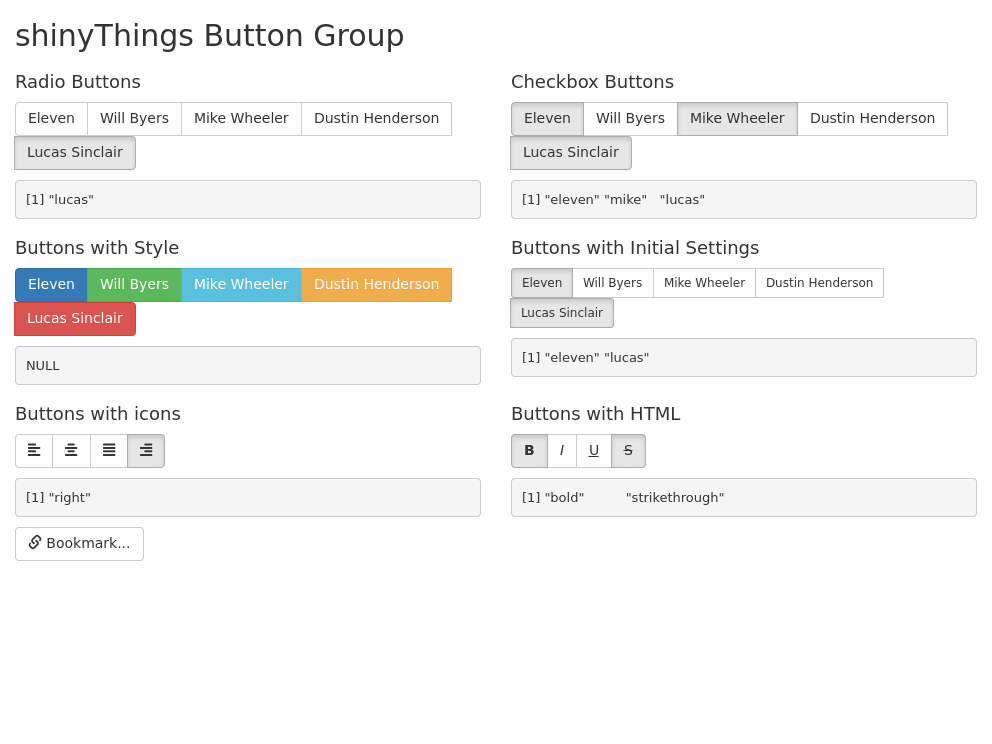 shinyThings Button Group
Radio Buttons
Eleven Will Byers Mike Wheeler Dustin Henderson
Lucas Sinclair
[1] "lucas"
Checkbox Buttons
Eleven Will Byers Mike Wheeler Dustin Henderson
Lucas Sinclair
[1] "eleven" "mike"   "lucas"
Buttons with Style
Eleven Will Byers Mike Wheeler Dustin Henderson
Lucas Sinclair
NULL
Buttons with Initial Settings
Eleven Will Byers Mike Wheeler Dustin Henderson
Lucas Sinclair
[1] "eleven" "lucas"
Buttons with icons
[1] "right"
Buttons with HTML
B I U S
[1] "bold"          "strikethrough"
Bookmark...